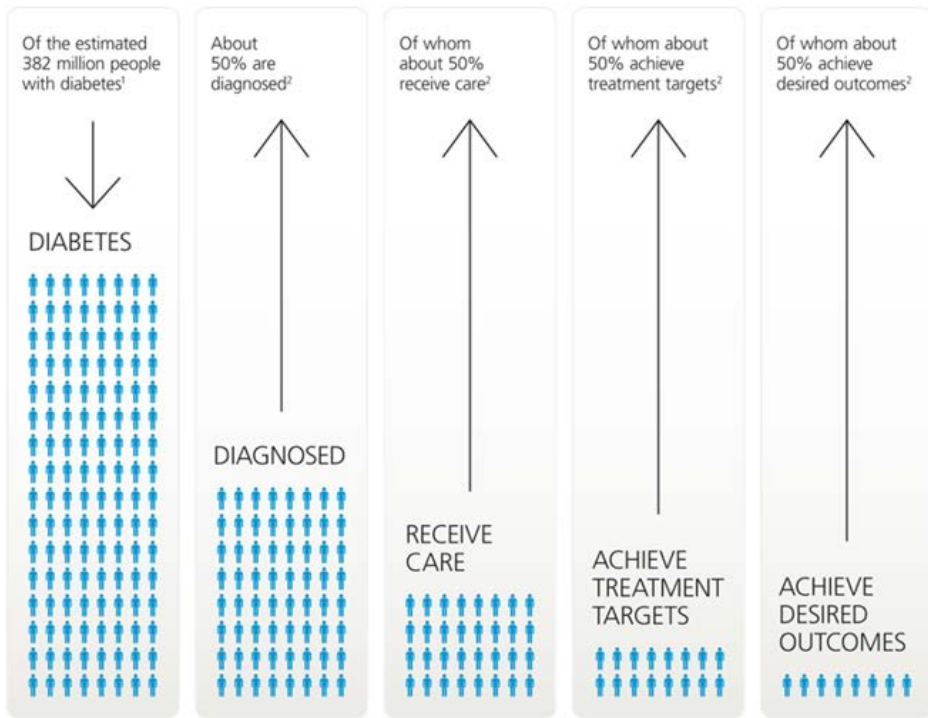 Of the estimated
382 million people
with diabetes¹
DIABETES
About
50% are
diagnosed²
DIAGNOSED
Of whom
about 50%
receive care²
RECEIVE
CARE
Of whom about
50% achieve
treatment targets²
ACHIEVE
TREATMENT
TARGETS
Of whom about
50% achieve
desired outcomes²
ACHIEVE
DESIRED
OUTCOMES